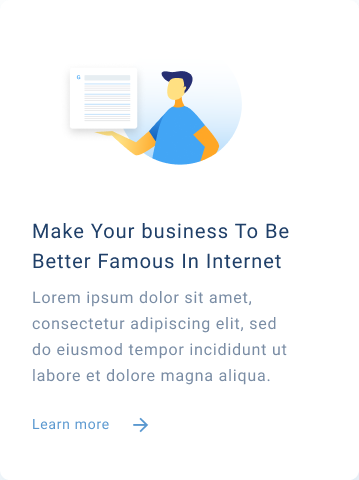 G
Make Your business To Be
Better Famous In Internet
Lorem ipsum dolor sit amet,
consectetur adipiscing elit, sed
do eiusmod tempor incididunt ut
labore et dolore magna aliqua.
Learn more